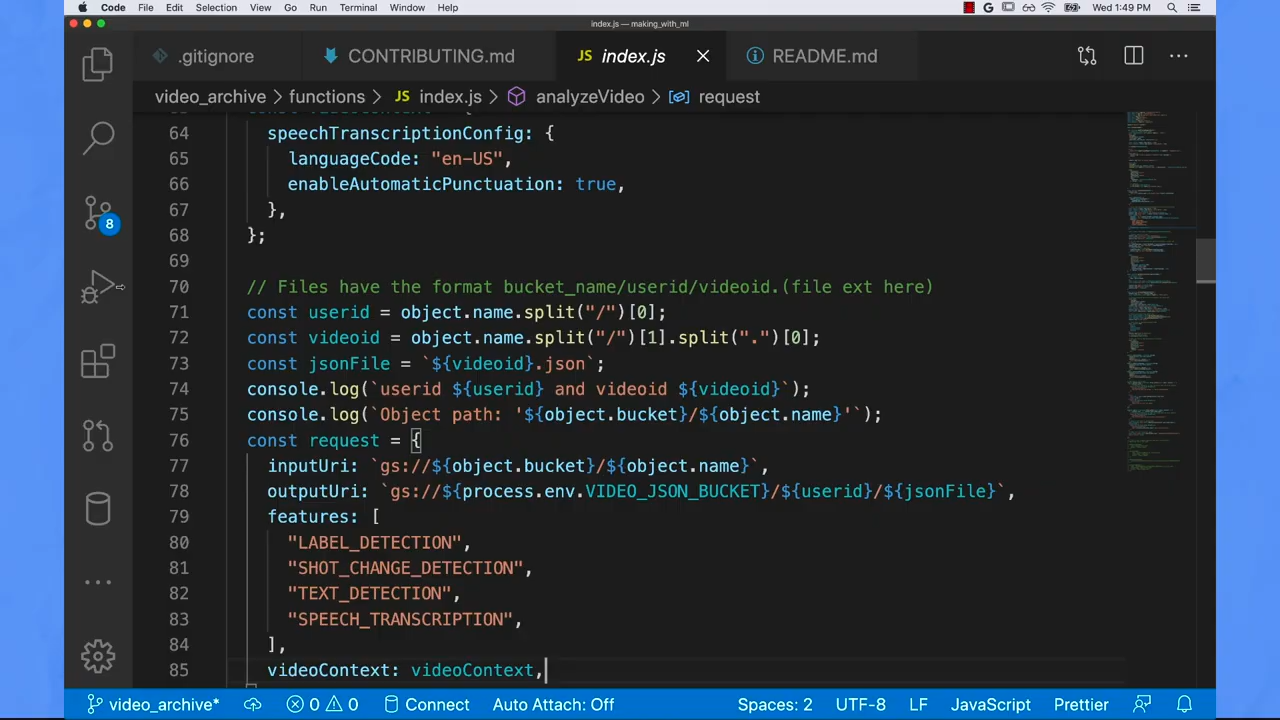 Code File Edit Selection View Go Run Terminal Window Help Wed 1:49 PM
index.js — making_with_ml
.gitignore CONTRIBUTING.md JS index.js README.md
video_archive > functions > JS index.js > analyzeVideo > request
64 speechTranscriptionConfig: {
65 languageCode: "en-US",
66 enableAutomaticPunctuation: true,
67 },
68 };
69
70 // Files have the format bucket_name/userid/videoid.(file ext here)
71 const userid = object.name.split("/")[0];
72 const videoid = object.name.split("/")[1].split(".")[0];
73 const jsonFile = `${videoid}.json`;
74 console.log(`userid ${userid} and videoid ${videoid}`);
75 console.log(`Object path: '${object.bucket}/${object.name}'`);
76 const request = {
77 inputUri: `gs://${object.bucket}/${object.name}`,
78 outputUri: `gs://${process.env.VIDEO_JSON_BUCKET}/${userid}/${jsonFile}`,
79 features: [
80 "LABEL_DETECTION",
81 "SHOT_CHANGE_DETECTION",
82 "TEXT_DETECTION",
83 "SPEECH_TRANSCRIPTION",
84 ],
85 videoContext: videoContext,
8
video_archive* 0 0 Connect Auto Attach: Off Spaces: 2 UTF-8 LF JavaScript Prettier